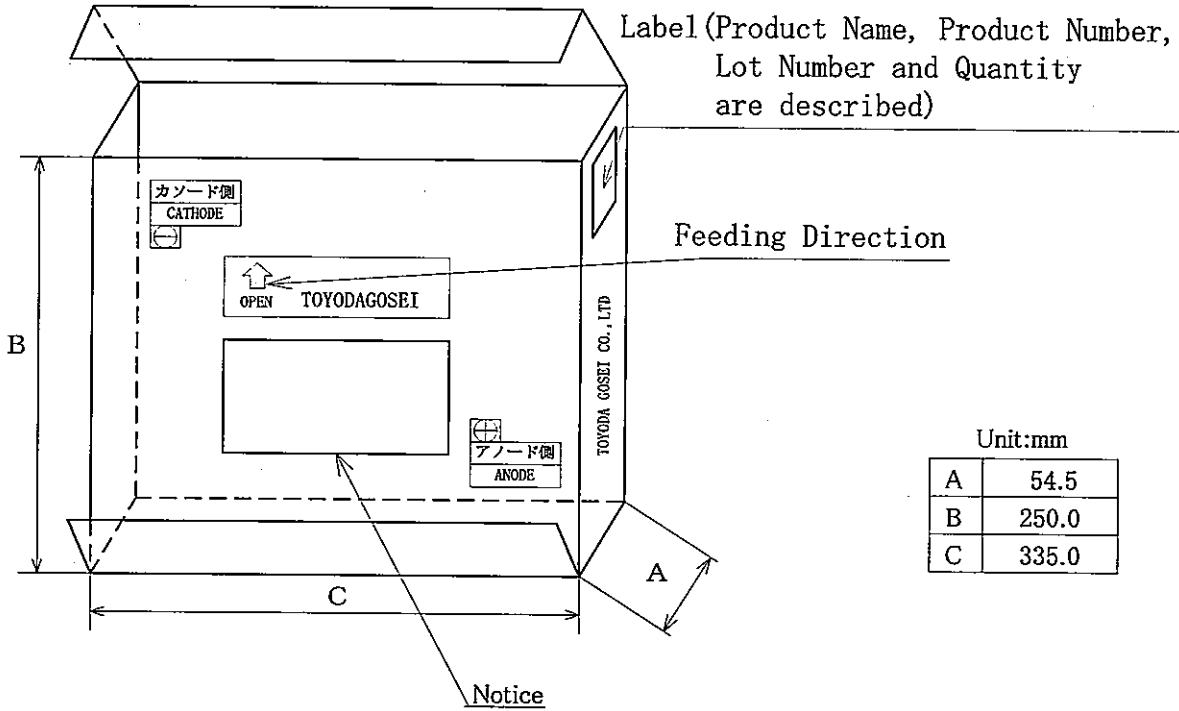 Label(Product Name, Product Number,
Lot Number and Quantity
are described)
カソード側
CATHODE
⊖
Feeding Direction
OPEN TOYODAGOSEI
TOYODA GOSEI CO.,LTD
B
⊕
アノード側
ANODE
Unit:mm
A 54.5
B 250.0
C 335.0
A
C
Notice